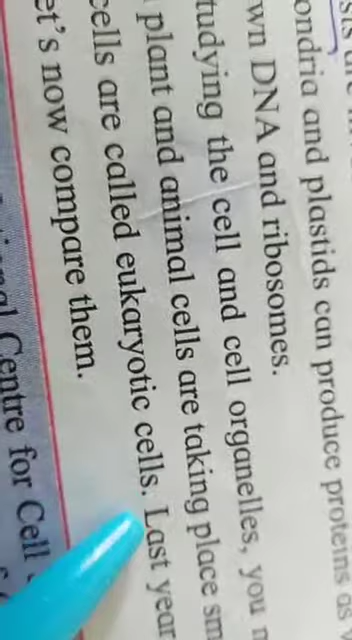 ondria and plastids can produce proteins as
wn DNA and ribosomes.
tudying the cell and cell organelles, you
plant and animal cells are taking place sm
cells are called eukaryotic cells. Last year
et's now compare them.
Centre for Cell